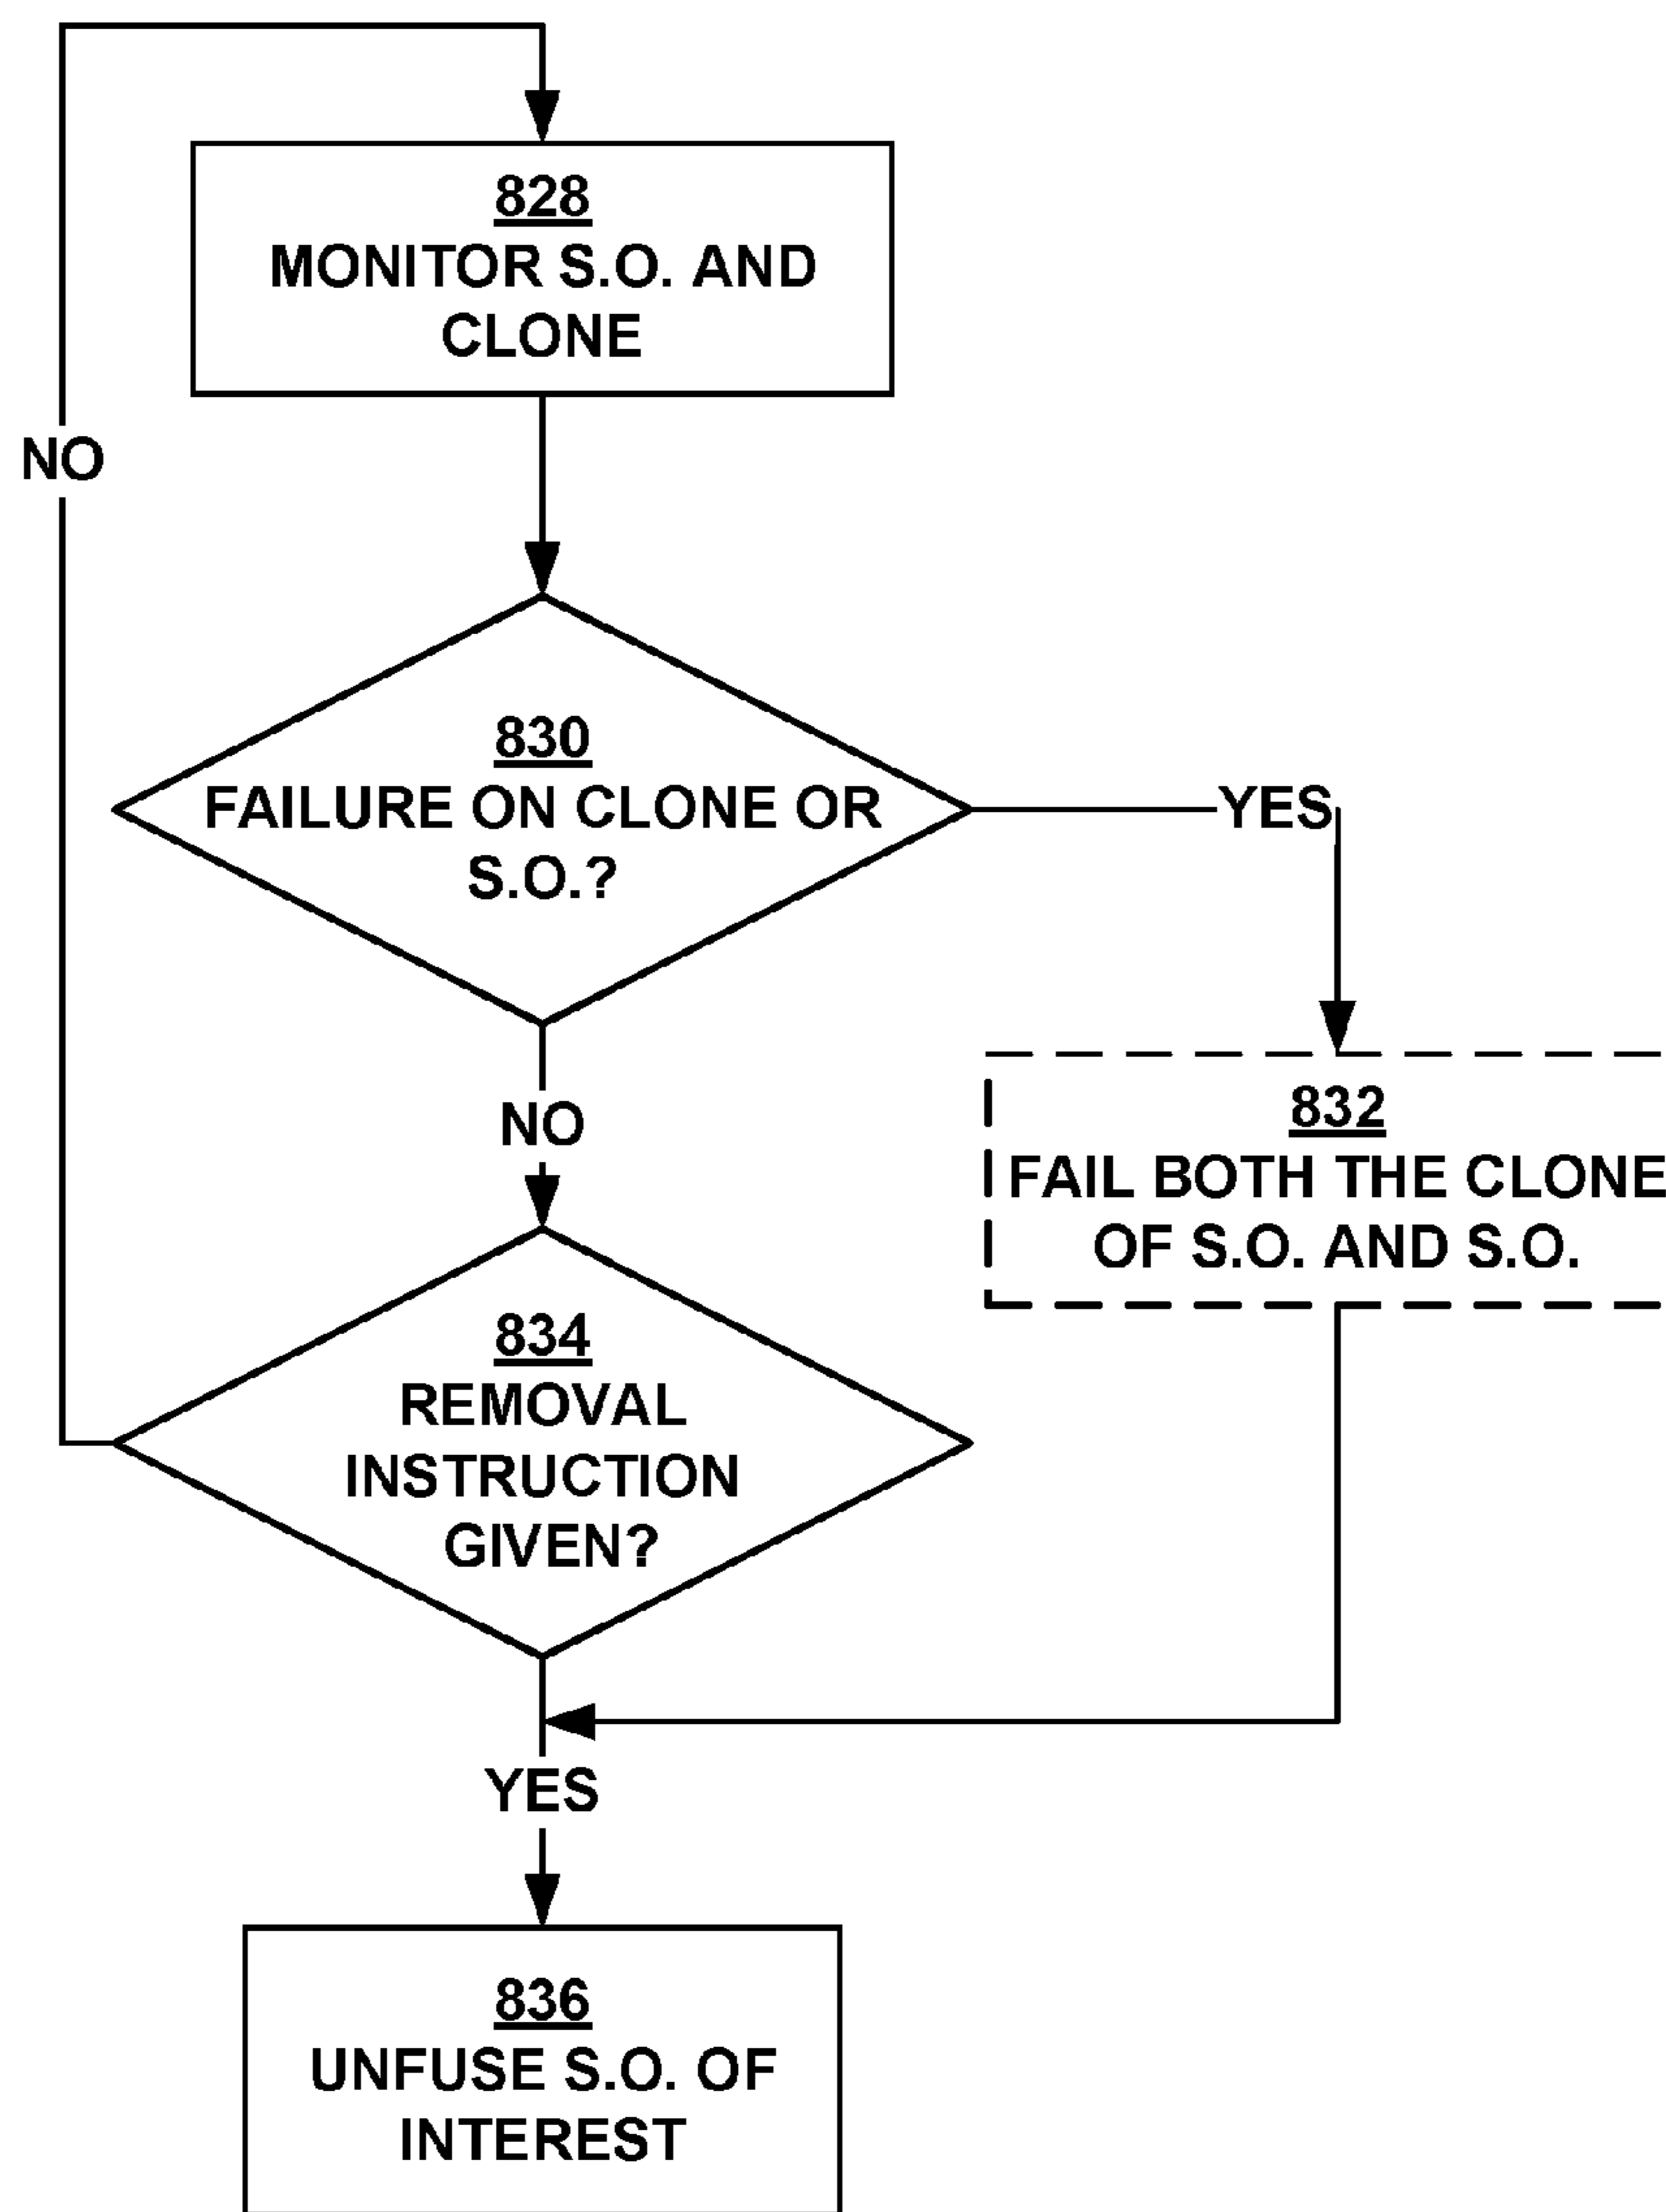 828
MONITOR S.O. AND
CLONE
NO
830
FAILURE ON CLONE OR
S.O.?
YES
NO
832
FAIL BOTH THE CLONE
OF S.O. AND S.O.
834
REMOVAL
INSTRUCTION
GIVEN?
YES
836
UNFUSE S.O. OF
INTEREST